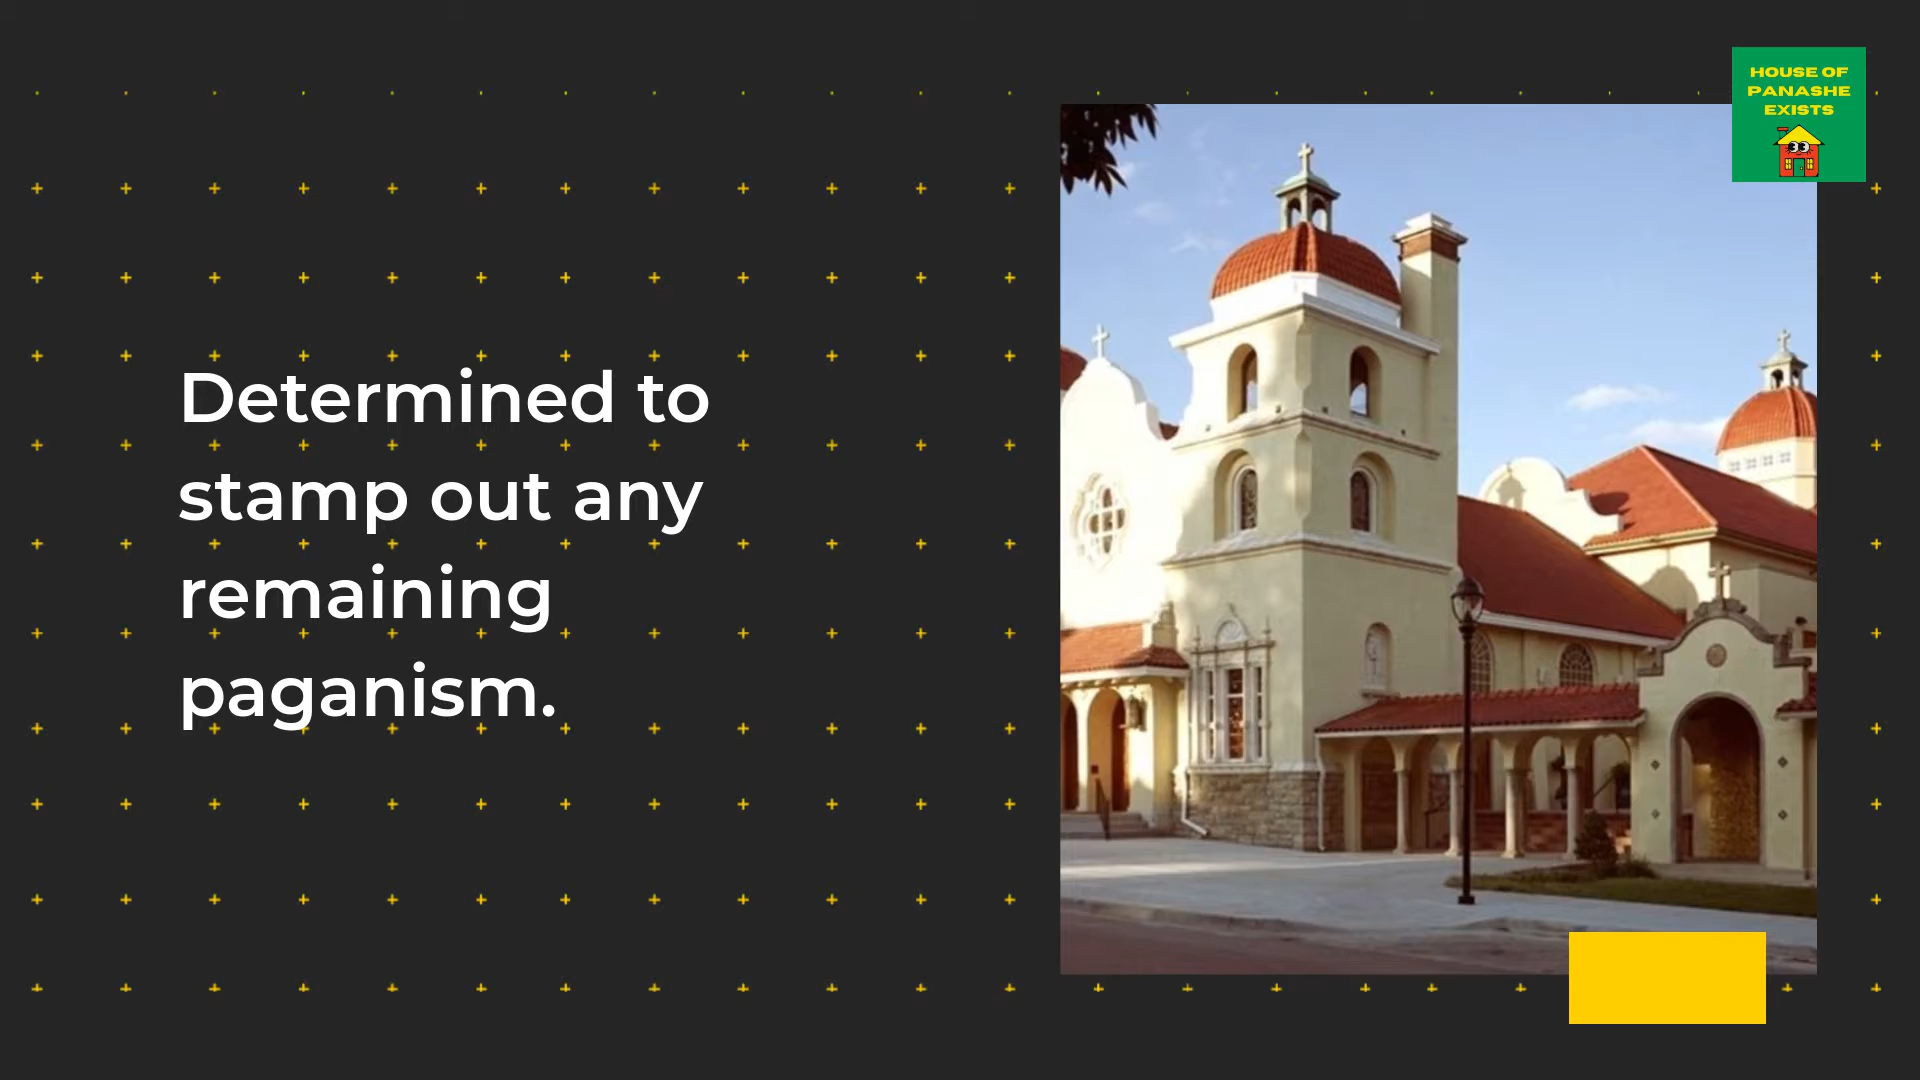 Determined to
stamp out any
remaining
paganism.
HOUSE OF
PANASHE
EXISTS